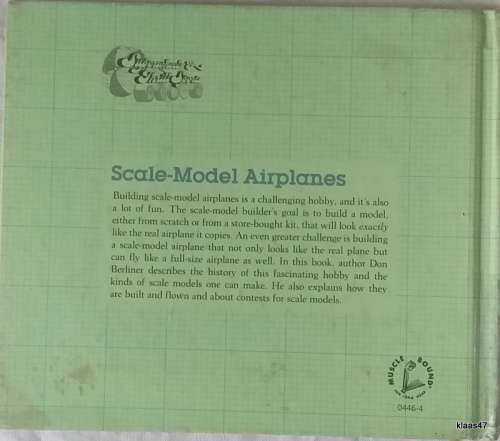 Scale-Model Airplanes
Building scale-model airplanes is a challenging hobby, and it's also
a lot of fun. The scale-model builder's goal is to build a model,
either from scratch or from a store-bought kit, that will look exactly
like the real airplane it copies. An even greater challenge is building
a scale-model airplane that not only looks like the real plane but
can fly like a full-size airplane as well. In this book, author Don
Berliner describes the history of this fascinating hobby and the
kinds of scale models one can make. He also explains how they
are built and flown and about contests for scale models.
MUSCLE BOUND
0446-4
klaas47